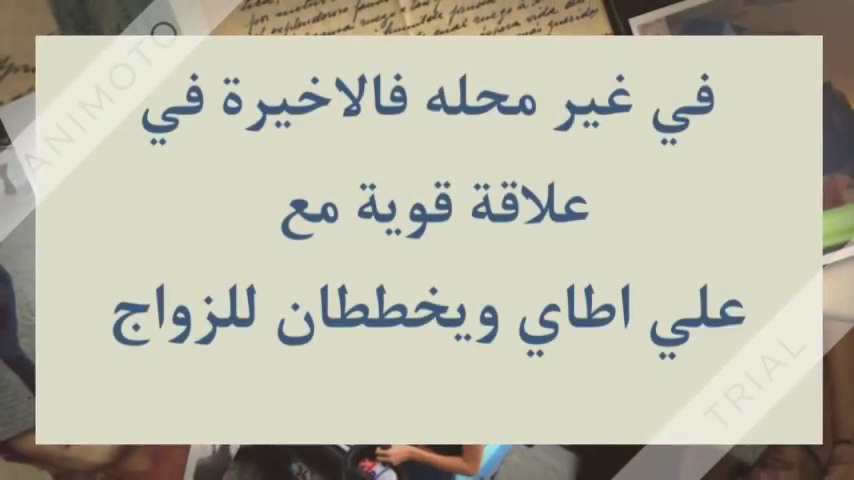 في غير محله فالاخيرة في
علاقة قوية مع
علي اطاي ويخططان للزواج
ANIMOTO
TRIAL